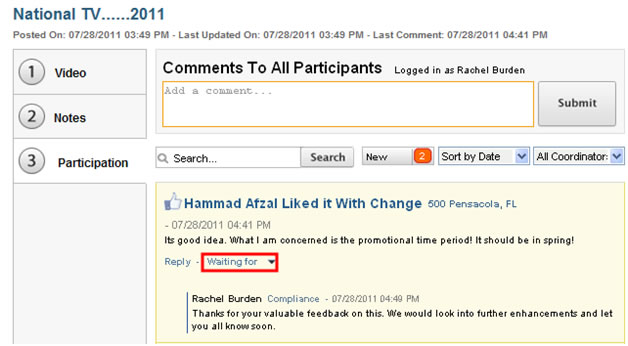 National TV......2011
Posted On: 07/28/2011 03:49 PM - Last Updated On: 07/28/2011 03:49 PM - Last Comment: 07/28/2011 04:41 PM
1 Video
2 Notes
3 Participation
Comments To All Participants Logged in as Rachel Burden
Add a comment...
Submit
Search... Search New 2 Sort by Date All Coordinator:
Hammad Afzal Liked it With Change 500 Pensacola, FL
- 07/28/2011 04:41 PM
Its good idea. What I am concerned is the promotional time period! It should be in spring!
Reply - Waiting for
Rachel Burden Compliance - 07/28/2011 04:49 PM
Thanks for your valuable feedback on this. We would look into further enhancements and let
you all know soon.